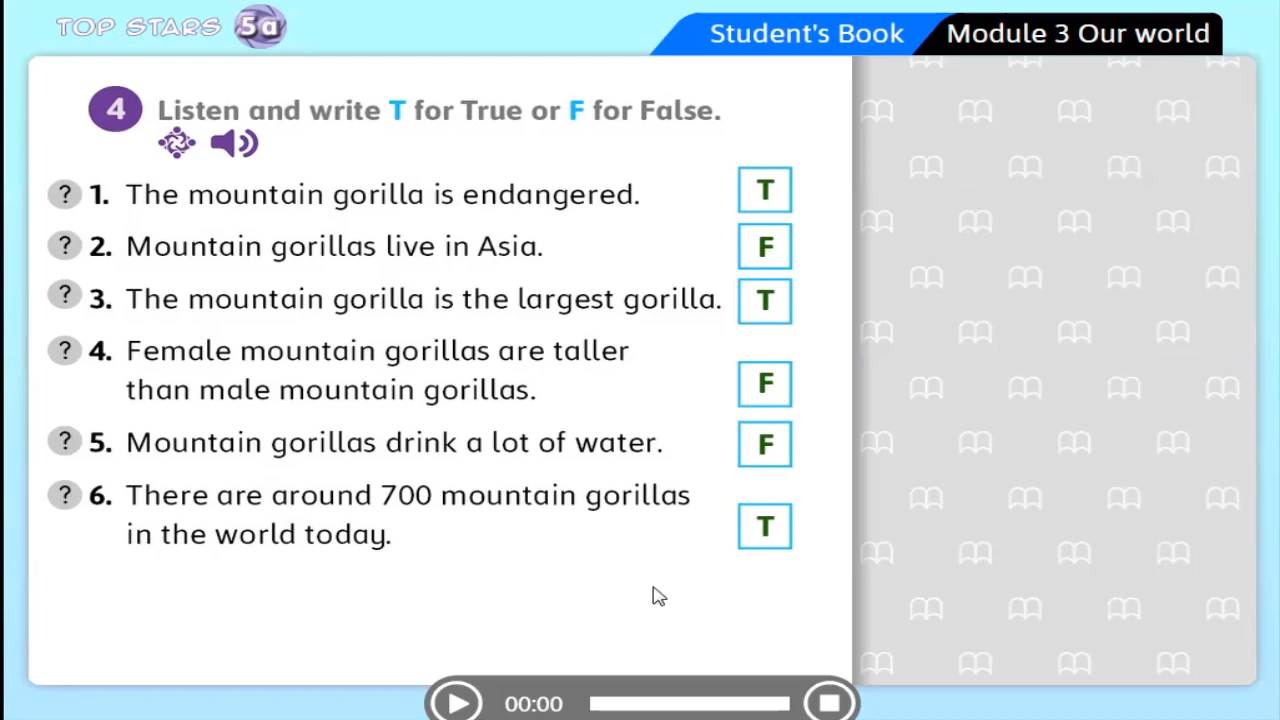 TOP STARS 5a
Student's Book
Module 3 Our world
4 Listen and write T for True or F for False.
? 1. The mountain gorilla is endangered. T
? 2. Mountain gorillas live in Asia. F
? 3. The mountain gorilla is the largest gorilla. T
? 4. Female mountain gorillas are taller
than male mountain gorillas. F
? 5. Mountain gorillas drink a lot of water. F
? 6. There are around 700 mountain gorillas
in the world today. T
00:00